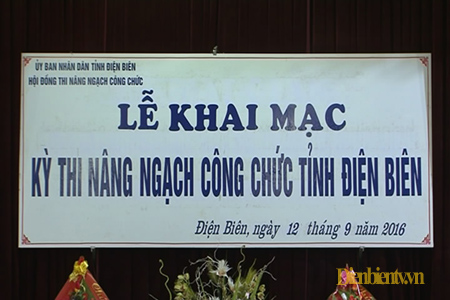 ỦY BAN NHÂN DÂN TỈNH ĐIỆN BIÊN
HỘI ĐỒNG THI NÂNG NGẠCH CÔNG CHỨC
LỄ KHAI MẠC
KỲ THI NÂNG NGẠCH CÔNG CHỨC TỈNH ĐIỆN BIÊN
Điện Biên, ngày 12 tháng 9 năm 2016
Dienbientv.vn